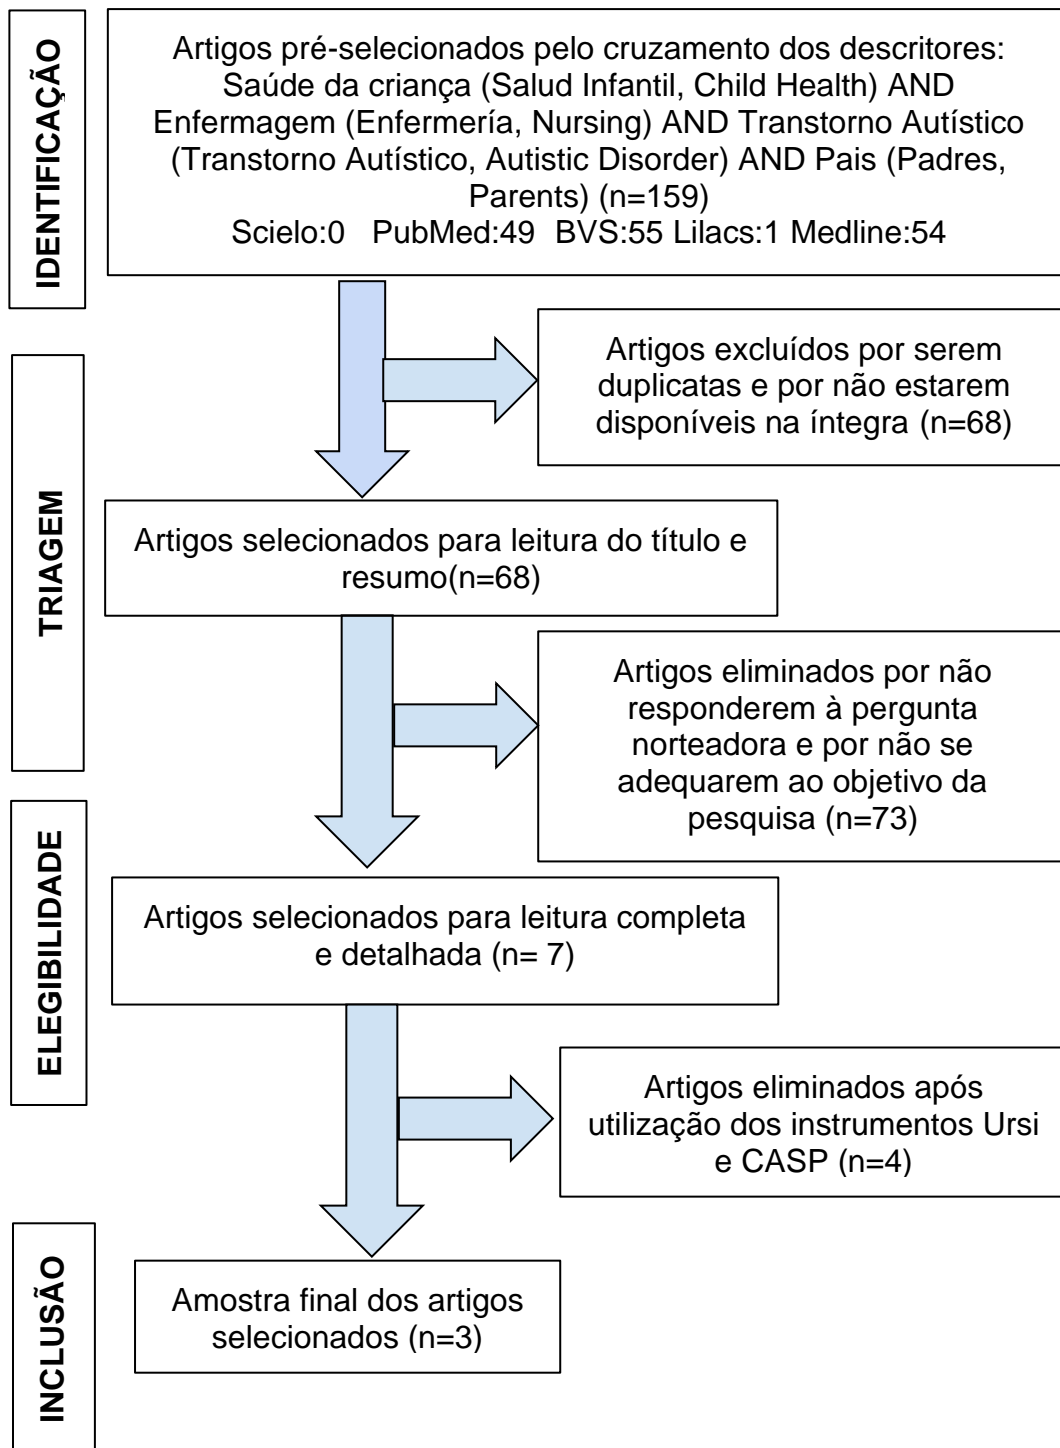 IDENTIFICAÇÃO
Artigos pré-selecionados pelo cruzamento dos descritores:
Saúde da criança (Salud Infantil, Child Health) AND
Enfermagem (Enfermería, Nursing) AND Transtorno Autístico
(Transtorno Autístico, Autistic Disorder) AND Pais (Padres,
Parents) (n=159)
Scielo:0 PubMed:49 BVS:55 Lilacs:1 Medline:54
Artigos excluídos por serem
duplicatas e por não estarem
disponíveis na íntegra (n=68)
TRIAGEM
Artigos selecionados para leitura do título e
resumo(n=68)
Artigos eliminados por não
responderem à pergunta
norteadora e por não se
adequarem ao objetivo da
pesquisa (n=73)
ELEGIBILIDADE
Artigos selecionados para leitura completa
e detalhada (n= 7)
Artigos eliminados após
utilização dos instrumentos Ursi
e CASP (n=4)
INCLUSÃO
Amostra final dos artigos
selecionados (n=3)